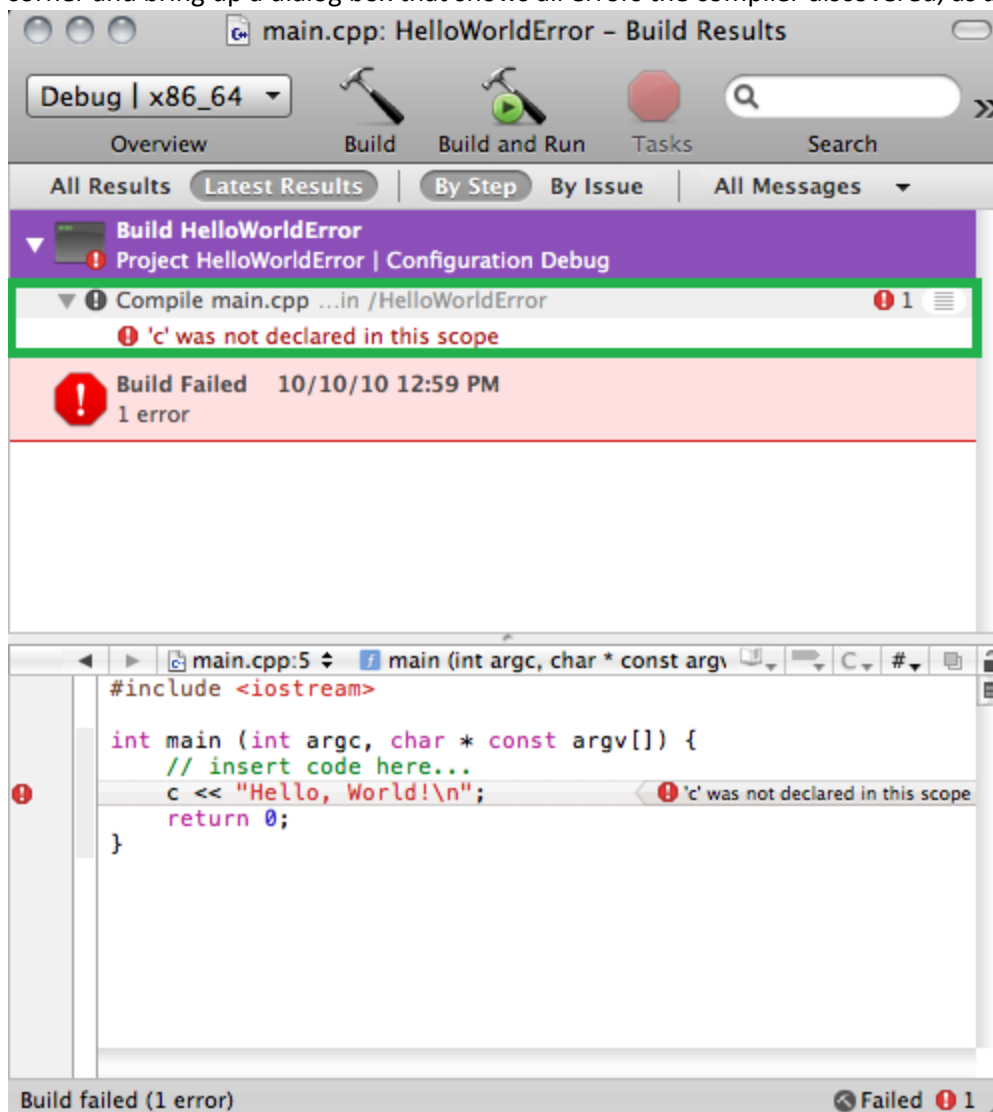 main.cpp: HelloWorldError – Build Results
Debug | x86_64
Overview Build Build and Run Tasks Search
All Results Latest Results By Step By Issue All Messages
Build HelloWorldError
Project HelloWorldError | Configuration Debug
Compile main.cpp ...in /HelloWorldError 1
'c' was not declared in this scope
Build Failed 10/10/10 12:59 PM
1 error
main.cpp:5 main (int argc, char * const argv C #
#include <iostream>
int main (int argc, char * const argv[]) {
// insert code here...
c << "Hello, World!\n"; 'c' was not declared in this scope
return 0;
}
Build failed (1 error) Failed 1